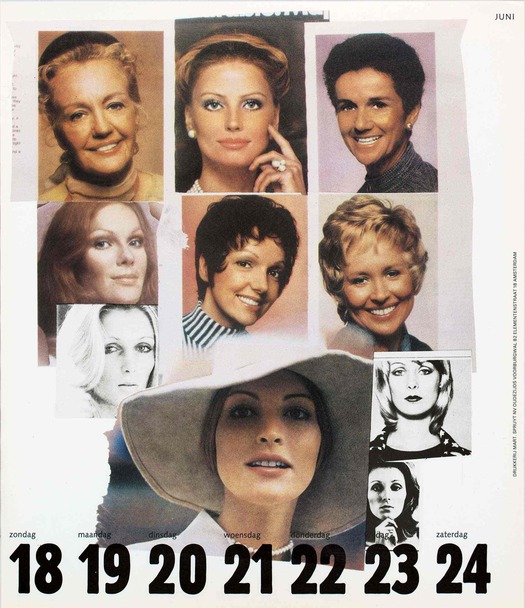 JUNI
DRUKKERIJ MART. SPRUYT NV OUDEZIJDS VOORBURGWAL BZ ELEMENTENSTRAAT 18 AMSTERDAM
zondag maandag dinsdag woensdag donderdag zaterdag
18 19 20 21 22 23 24